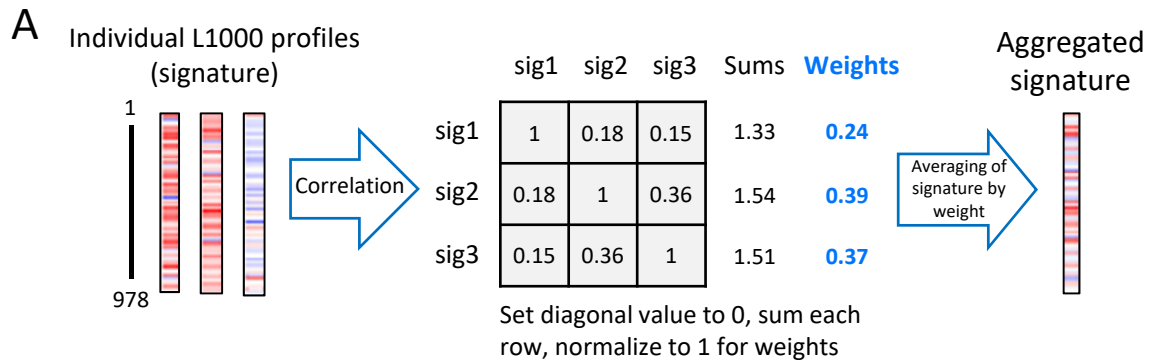 A
Individual L1000 profiles
(signature)
1
978
Correlation
sig1 sig2 sig3 Sums Weights
sig1 1 0.18 0.15 1.33 0.24
sig2 0.18 1 0.36 1.54 0.39
sig3 0.15 0.36 1 1.51 0.37
Set diagonal value to 0, sum each
row, normalize to 1 for weights
Averaging of
signature by
weight
Aggregated
signature